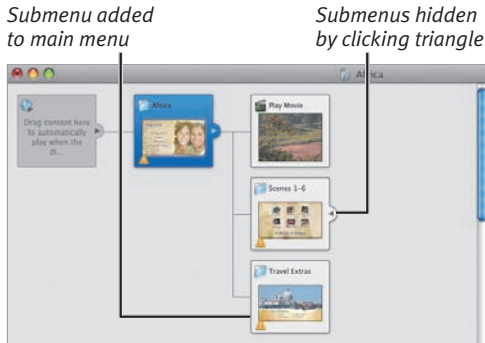 Submenu added
to main menu
Submenus hidden
by clicking triangle
Africa
Drag content here
to automatically
play when the
di...
Africa
Play Movie
Scenes 1-6
Travel Extras